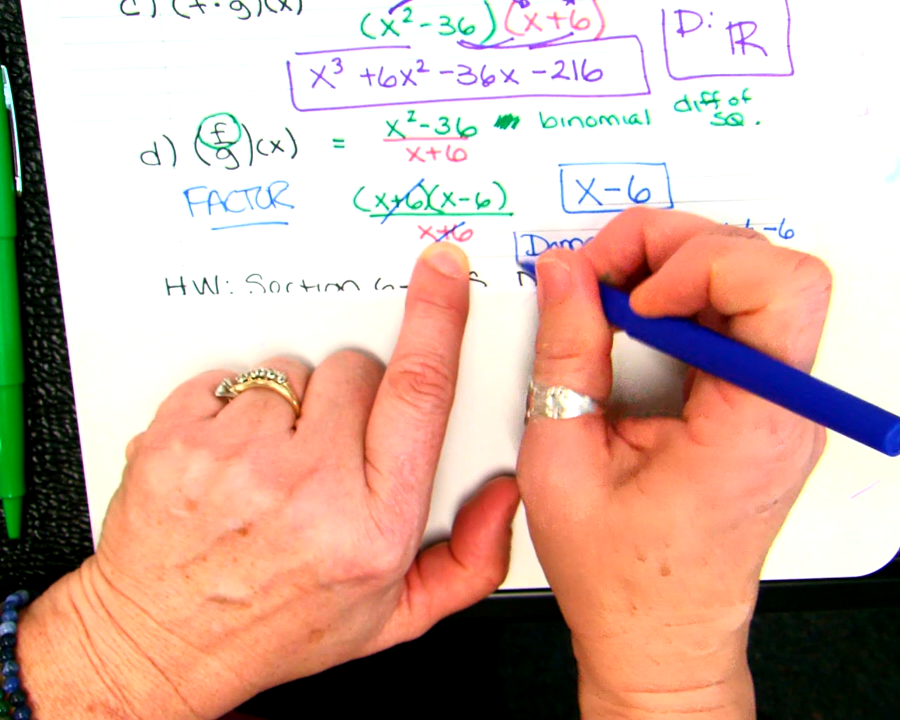 c) (f·g)(x)
(x²-36)(x+6)
D: ℝ
x³ +6x² -36x -216
d) (f/g)(x) = x²-36 / x+6 binomial diff of SQ.
FACTOR (x+6)(x-6) / x+6 x-6
-6
HW: Section